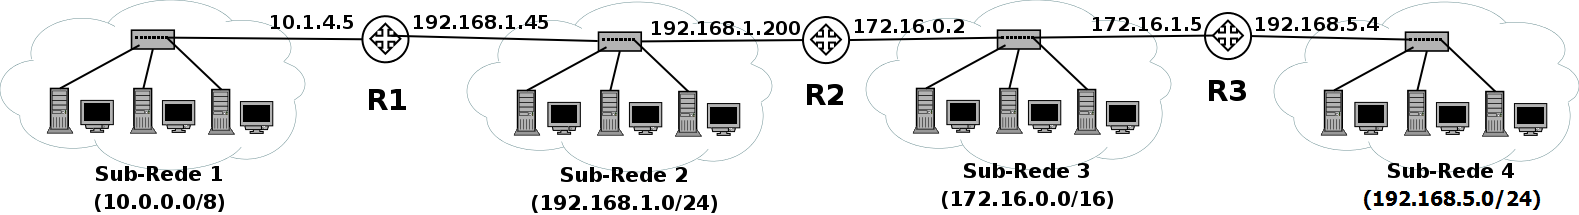 10.1.4.5
192.168.1.45
192.168.1.200
172.16.0.2
172.16.1.5
192.168.5.4
R1
R2
R3
Sub-Rede 1
(10.0.0.0/8)
Sub-Rede 2
(192.168.1.0/24)
Sub-Rede 3
(172.16.0.0/16)
Sub-Rede 4
(192.168.5.0/24)